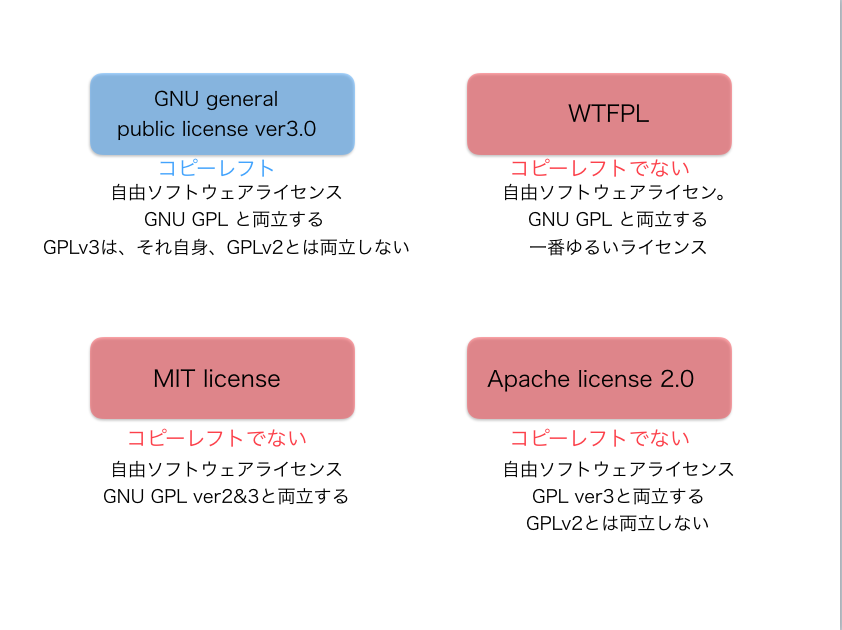 GNU general
public license ver3.0
コピーレフト
自由ソフトウェアライセンス
GNU GPL と両立する
GPLv3は、それ自身、GPLv2とは両立しない
WTFPL
コピーレフトでない
自由ソフトウェアライセン。
GNU GPL と両立する
一番ゆるいライセンス
MIT license
コピーレフトでない
自由ソフトウェアライセンス
GNU GPL ver2&3と両立する
Apache license 2.0
コピーレフトでない
自由ソフトウェアライセンス
GPL ver3と両立する
GPLv2とは両立しない